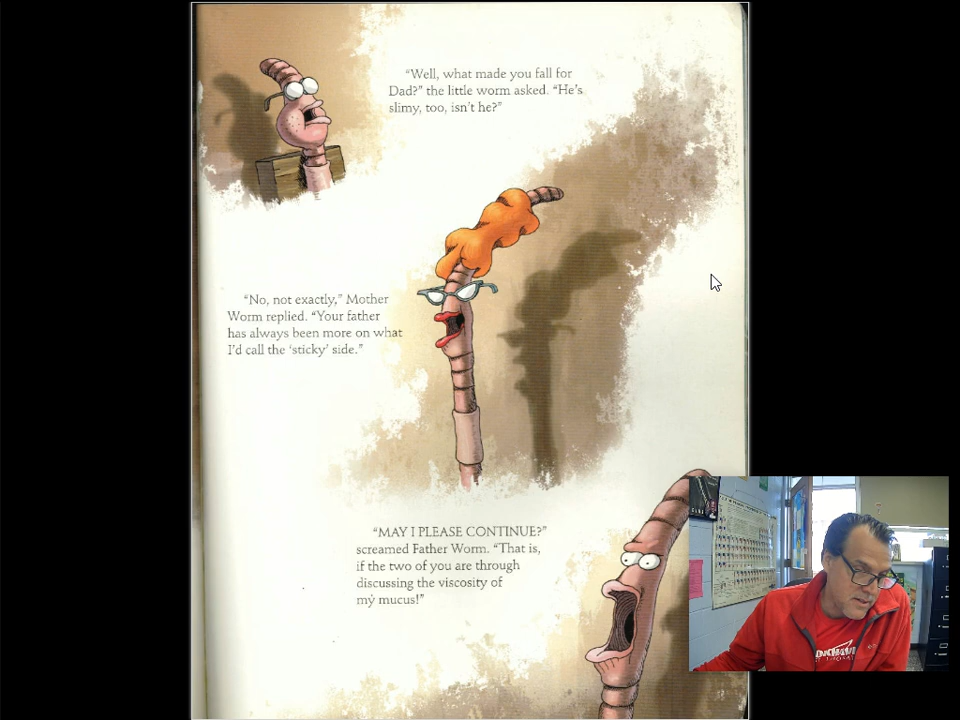 “Well, what made you fall for
Dad?” the little worm asked. “He’s
slimy, too, isn’t he?”
“No, not exactly,” Mother
Worm replied. “Your father
has always been more on what
I’d call the ‘sticky’ side.”
“MAY I PLEASE CONTINUE?”
screamed Father Worm. “That is,
if the two of you are through
discussing the viscosity of
my mucus!”